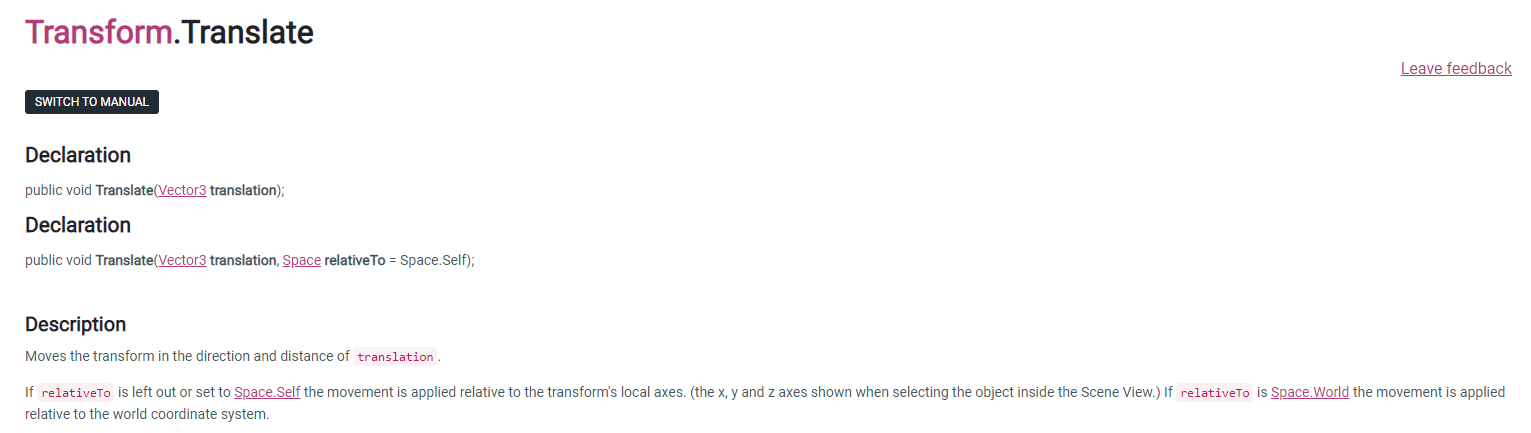 Transform.Translate
Leave feedback
SWITCH TO MANUAL
Declaration
public void Translate(Vector3 translation);
Declaration
public void Translate(Vector3 translation, Space relativeTo = Space.Self);
Description
Moves the transform in the direction and distance of translation.
If relativeTo is left out or set to Space.Self the movement is applied relative to the transform's local axes. (the x, y and z axes shown when selecting the object inside the Scene View.) If relativeTo is Space.World the movement is applied
relative to the world coordinate system.